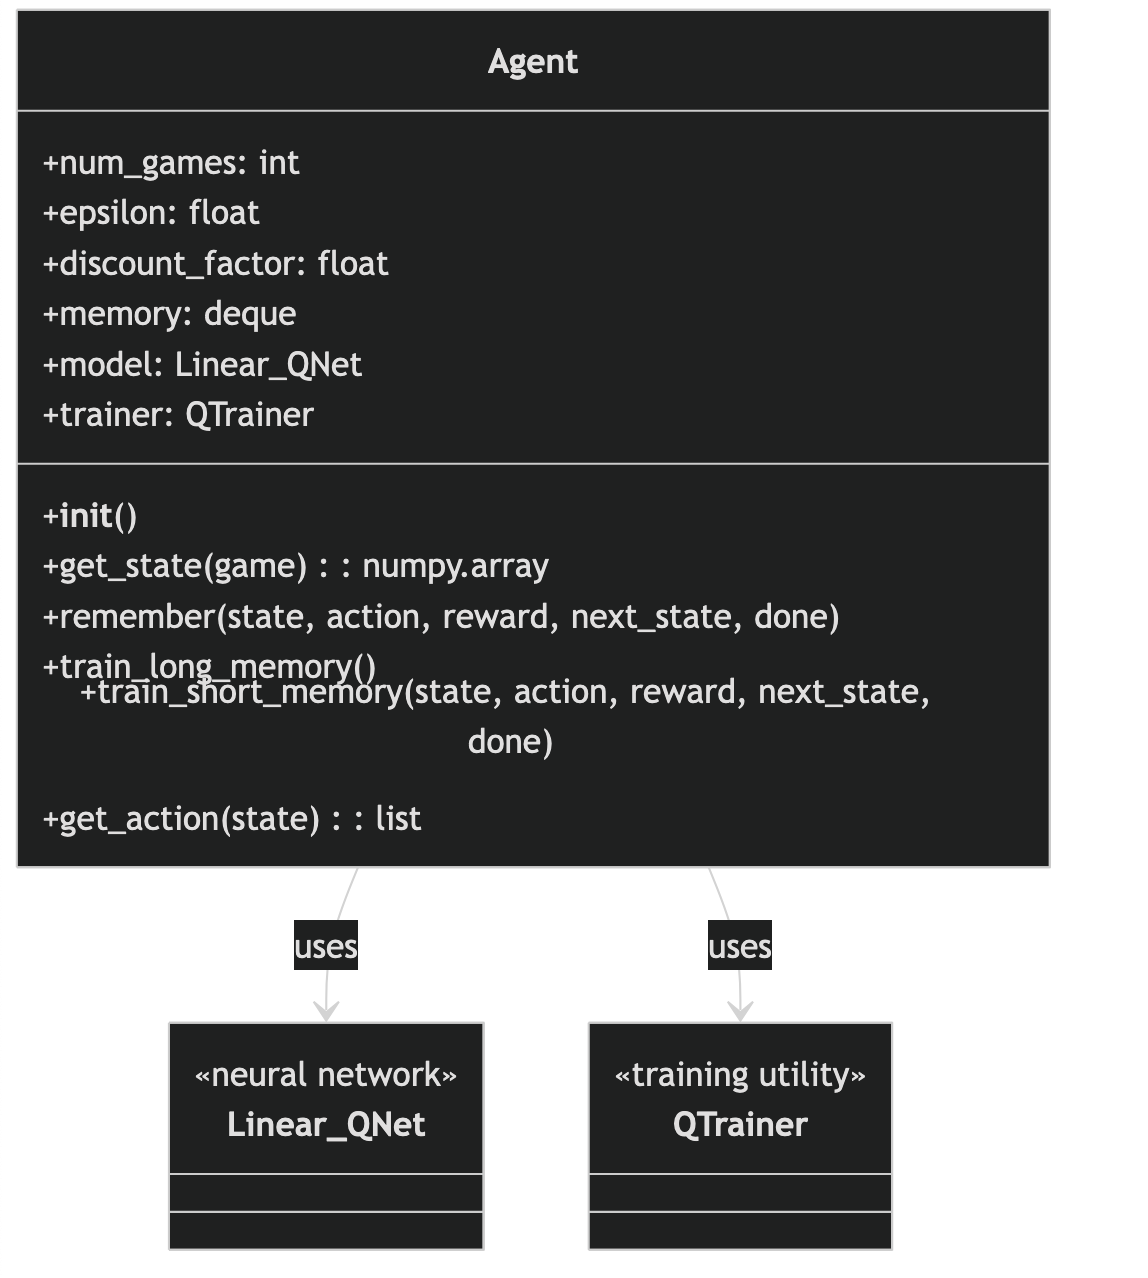 Agent
+num_games: int
+epsilon: float
+discount_factor: float
+memory: deque
+model: Linear_QNet
+trainer: QTrainer
+init()
+get_state(game) : : numpy.array
+remember(state, action, reward, next_state, done)
+train_long_memory()
+train_short_memory(state, action, reward, next_state,
done)
+get_action(state) : : list
uses
uses
«neural network»
Linear_QNet
«training utility»
QTrainer